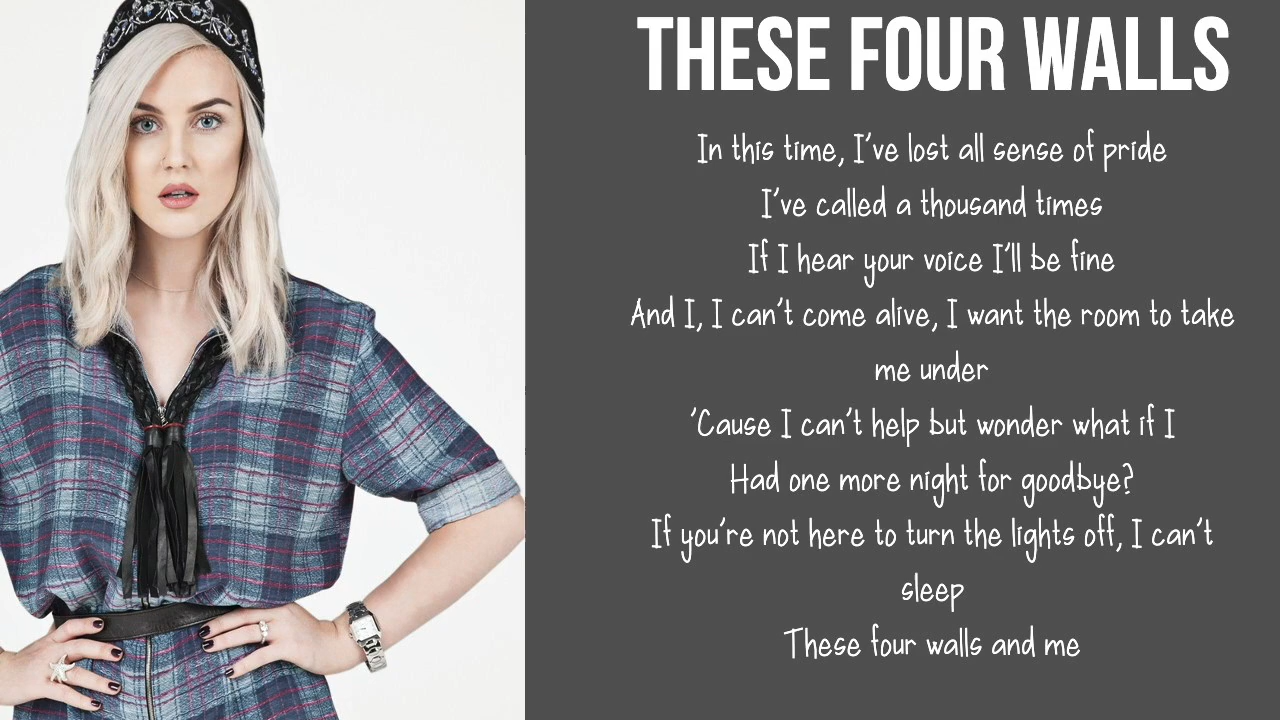 THESE FOUR WALLS
In this time, I've lost all sense of pride
I've called a thousand times
If I hear your voice I'll be fine
And I, I can't come alive, I want the room to take
me under
'Cause I can't help but wonder what if I
Had one more night for goodbye?
If you're not here to turn the lights off, I can't
sleep
These four walls and me